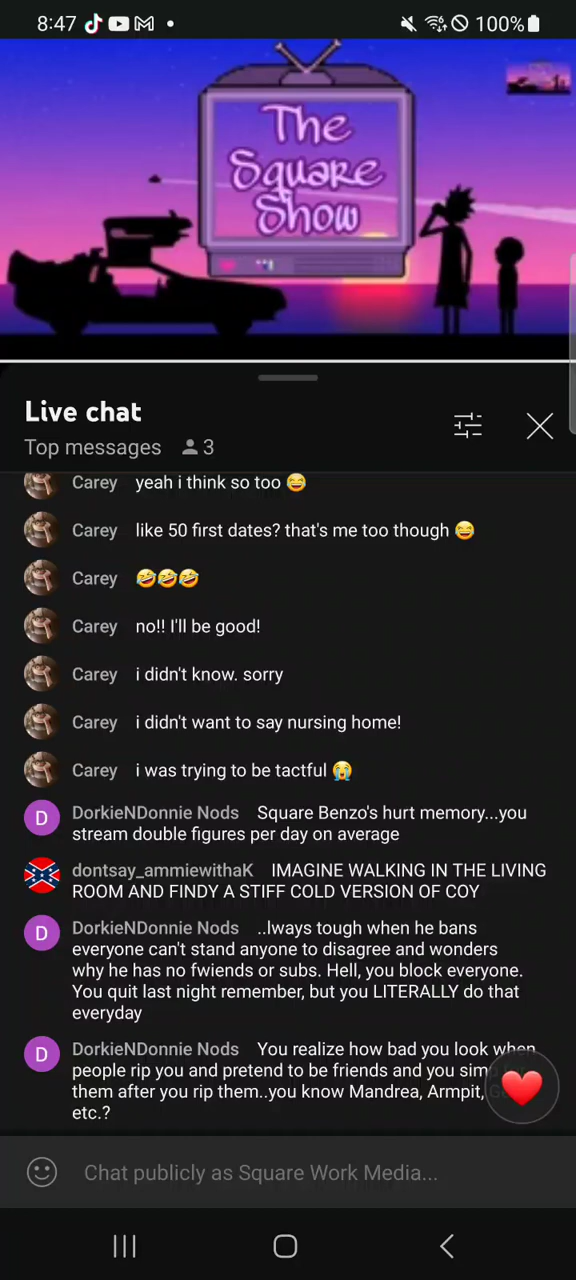 8:47
100%
The
Square
Show
Live chat
Top messages 3
Carey yeah i think so too 😅
Carey like 50 first dates? that's me too though 😅
Carey 🤣🤣🤣
Carey no!! I'll be good!
Carey i didn't know. sorry
Carey i didn't want to say nursing home!
Carey i was trying to be tactful 😭
D DorkieNDonnie Nods Square Benzo's hurt memory...you
stream double figures per day on average
dontsay_ammiewithaK IMAGINE WALKING IN THE LIVING
ROOM AND FINDY A STIFF COLD VERSION OF COY
D DorkieNDonnie Nods ..lways tough when he bans
everyone can't stand anyone to disagree and wonders
why he has no fwiends or subs. Hell, you block everyone.
You quit last night remember, but you LITERALLY do that
everyday
D DorkieNDonnie Nods You realize how bad you look when
people rip you and pretend to be friends and you simp
them after you rip them..you know Mandrea, Armpit,
etc.?
Chat publicly as Square Work Media...